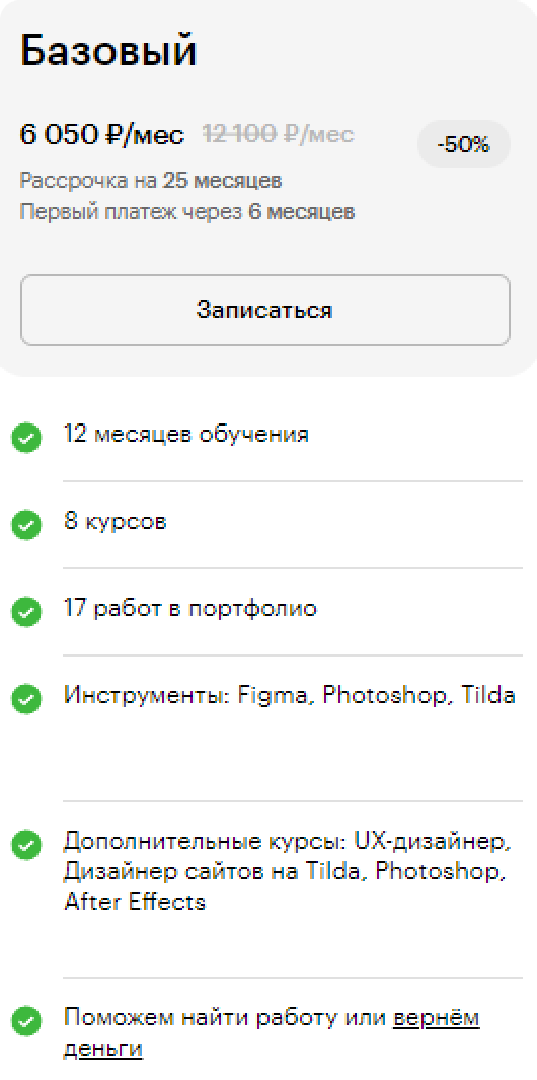 Базовый
6 050 ₽/мес 12 100 ₽/мес
-50%
Рассрочка на 25 месяцев
Первый платеж через 6 месяцев
Записаться
12 месяцев обучения
8 курсов
17 работ в портфолио
Инструменты: Figma, Photoshop, Tilda
Дополнительные курсы: UX-дизайнер,
Дизайнер сайтов на Tilda, Photoshop,
After Effects
Поможем найти работу или вернём
деньги